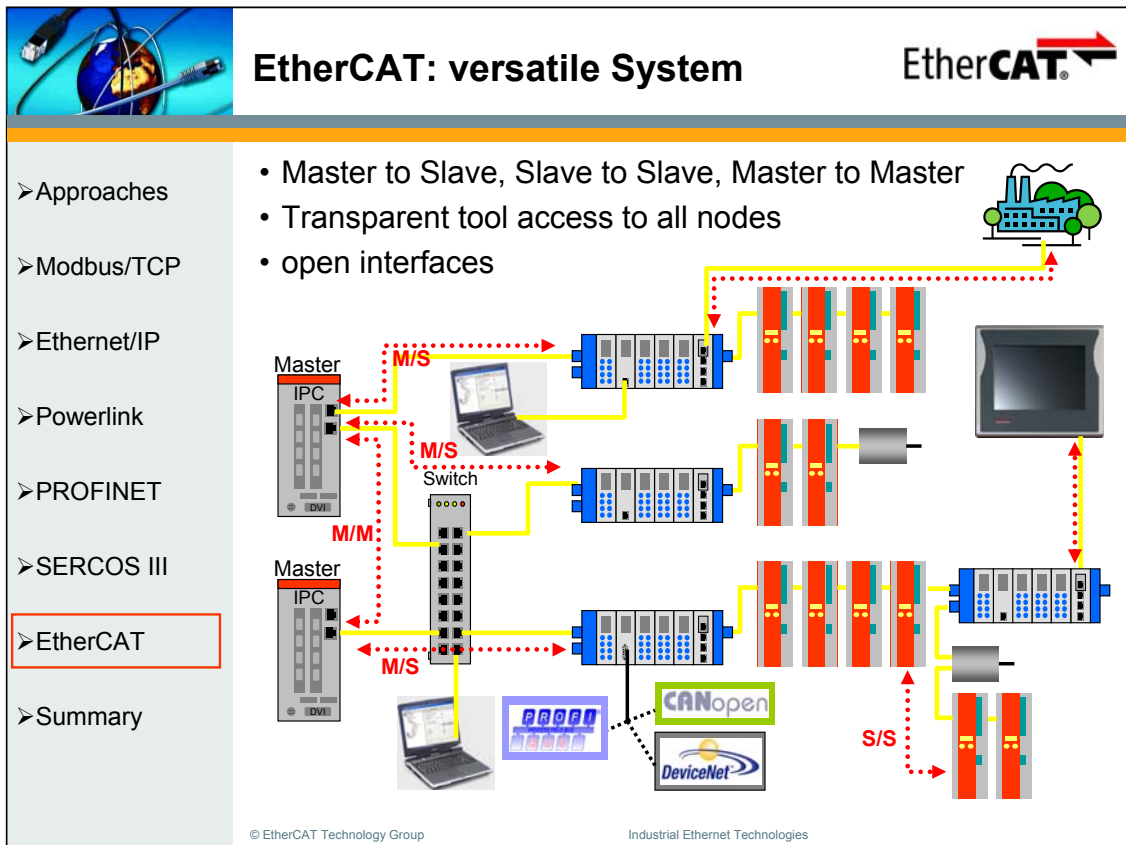 EtherCAT: versatile System
EtherCAT®
➢Approaches
➢Modbus/TCP
➢Ethernet/IP
➢Powerlink
➢PROFINET
➢SERCOS III
➢EtherCAT
➢Summary
• Master to Slave, Slave to Slave, Master to Master
• Transparent tool access to all nodes
• open interfaces
Master
IPC
DVI
M/S
M/S
Switch
M/M
Master
IPC
DVI
M/S
PROFI
CANopen
DeviceNet™
S/S
© EtherCAT Technology Group
Industrial Ethernet Technologies